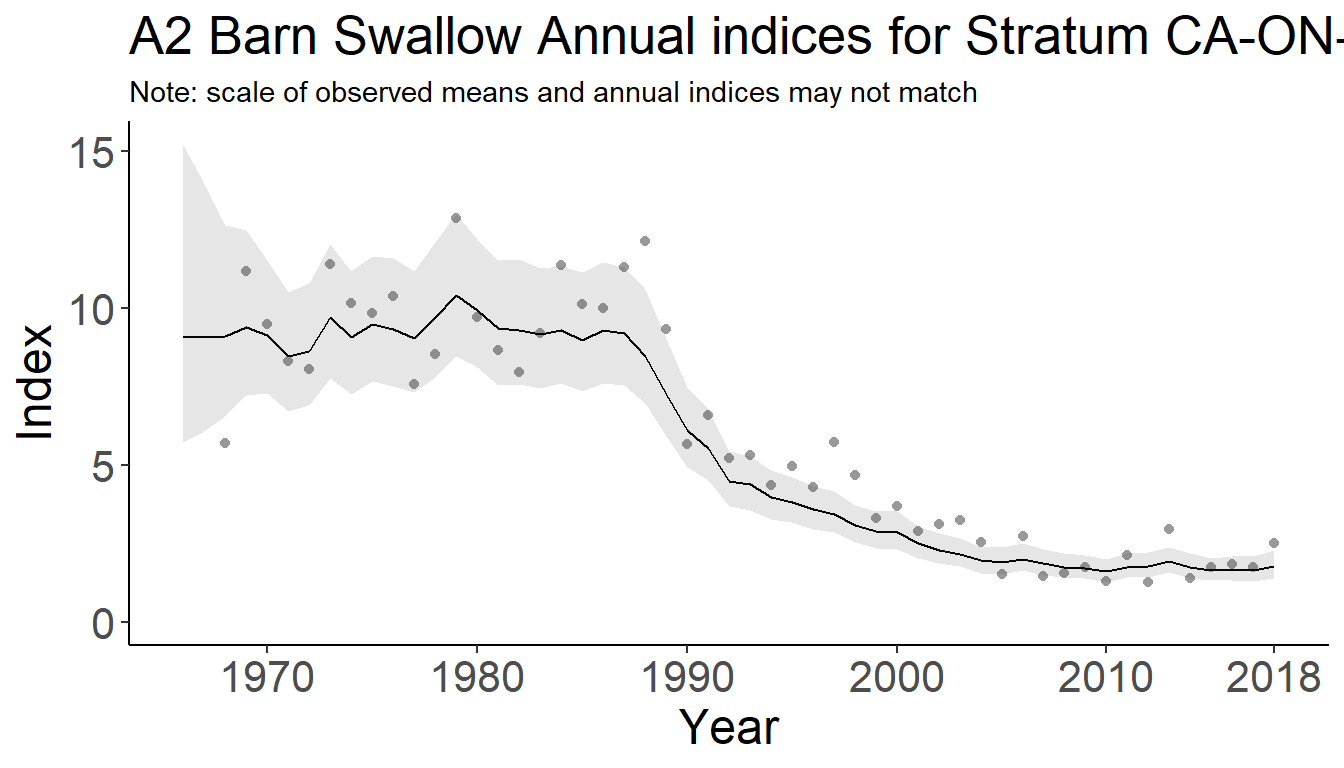 A2 Barn Swallow Annual indices for Stratum CA-ON-
Note: scale of observed means and annual indices may not match
15
10
5
0
Index
1970 1980 1990 2000 2010 2018
Year